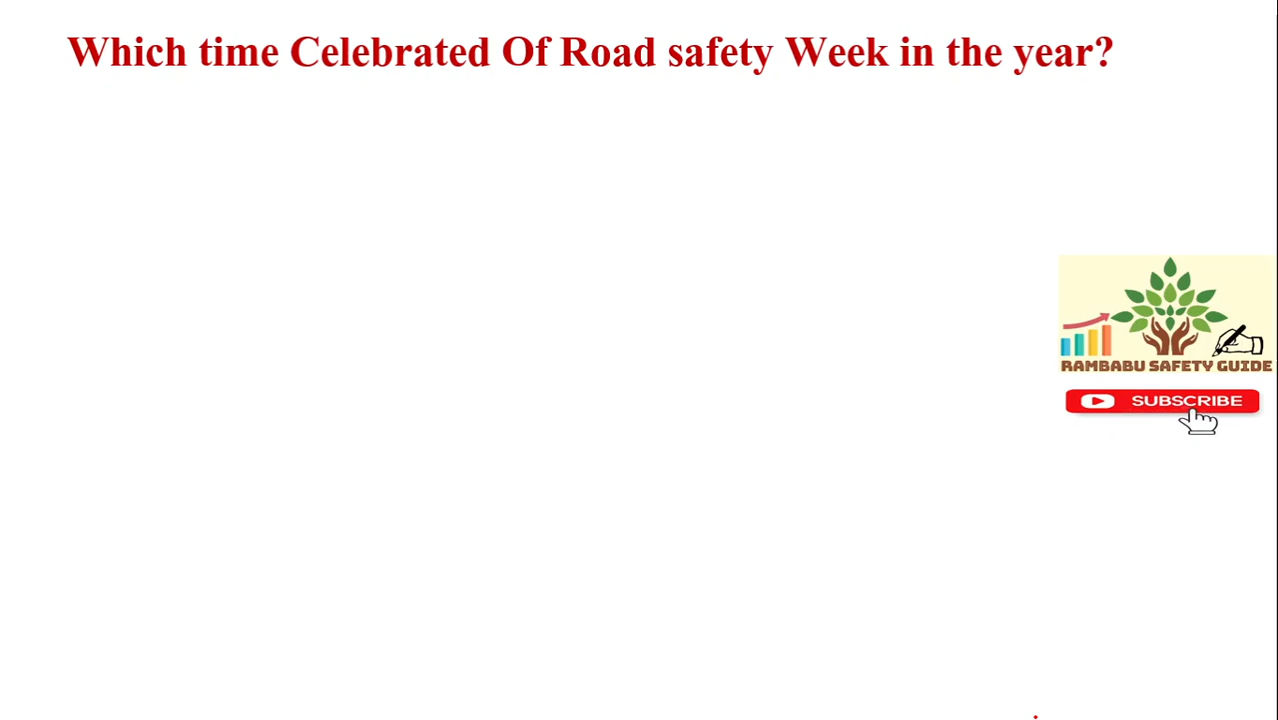 Which time Celebrated Of Road safety Week in the year?
RAMBABU SAFETY GUIDE
SUBSCRIBE